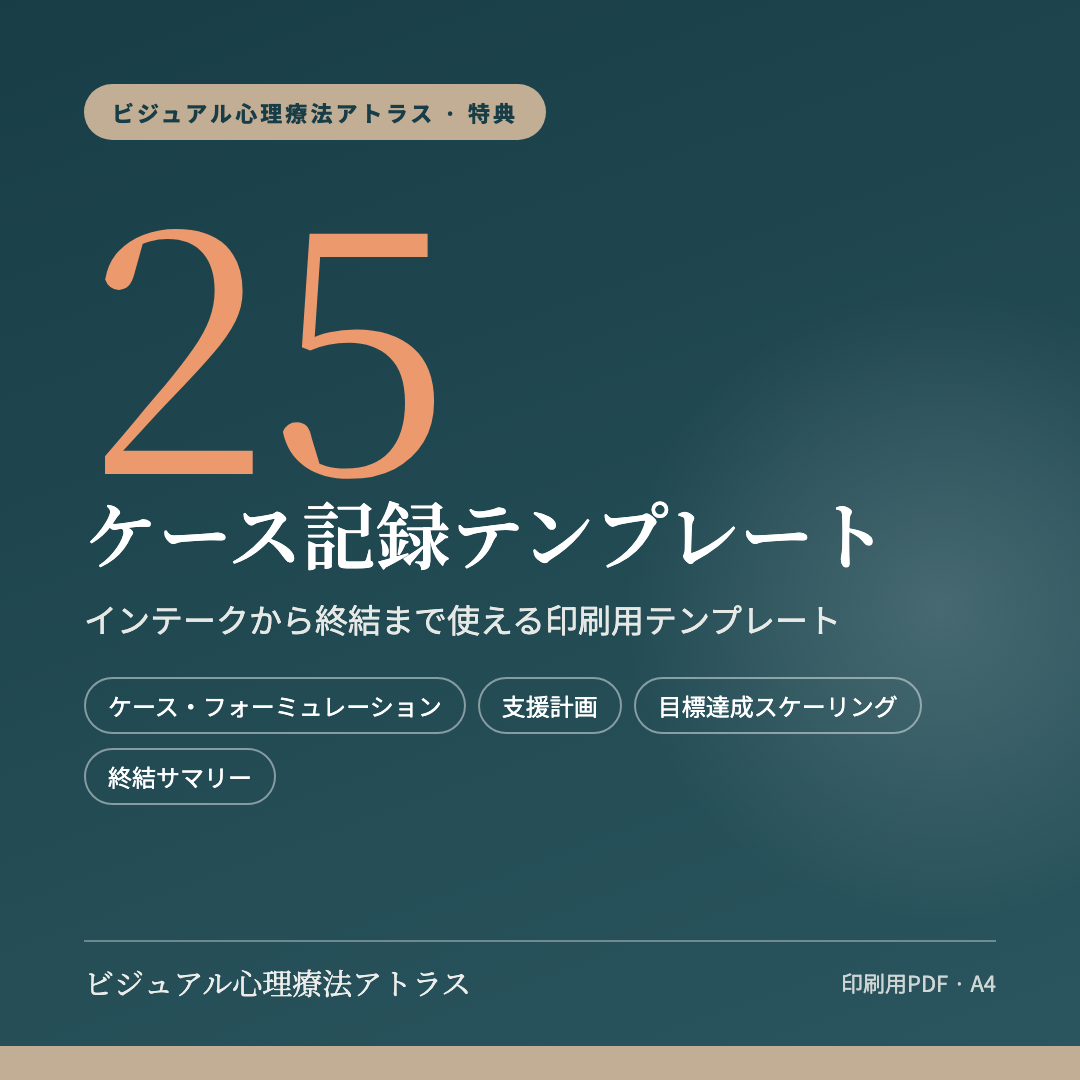 ビジュアル心理療法アトラス · 特典
25
ケース記録テンプレート
インテークから終結まで使える印刷用テンプレート
ケース・フォーミュレーション
支援計画
目標達成スケーリング
終結サマリー
ビジュアル心理療法アトラス
印刷用PDF · A4